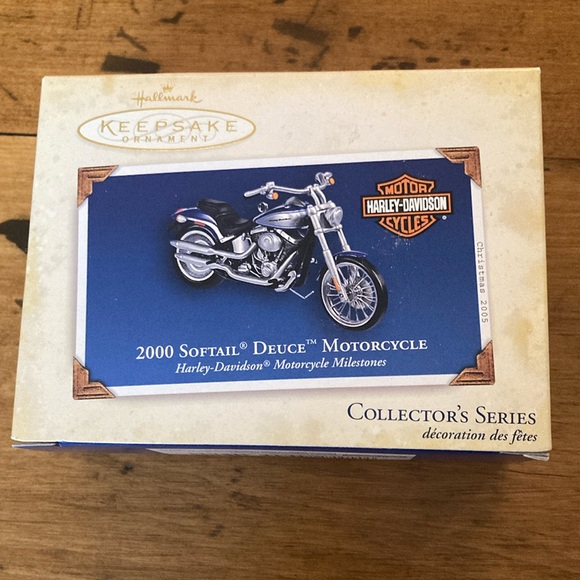 Hallmark
KEEPSAKE
ORNAMENT
MOTOR
HARLEY-DAVIDSON
CYCLES®
Christmas 2005
2000 SOFTAIL® DEUCE™ MOTORCYCLE
Harley-Davidson® Motorcycle Milestones
COLLECTOR'S SERIES
décoration des fêtes